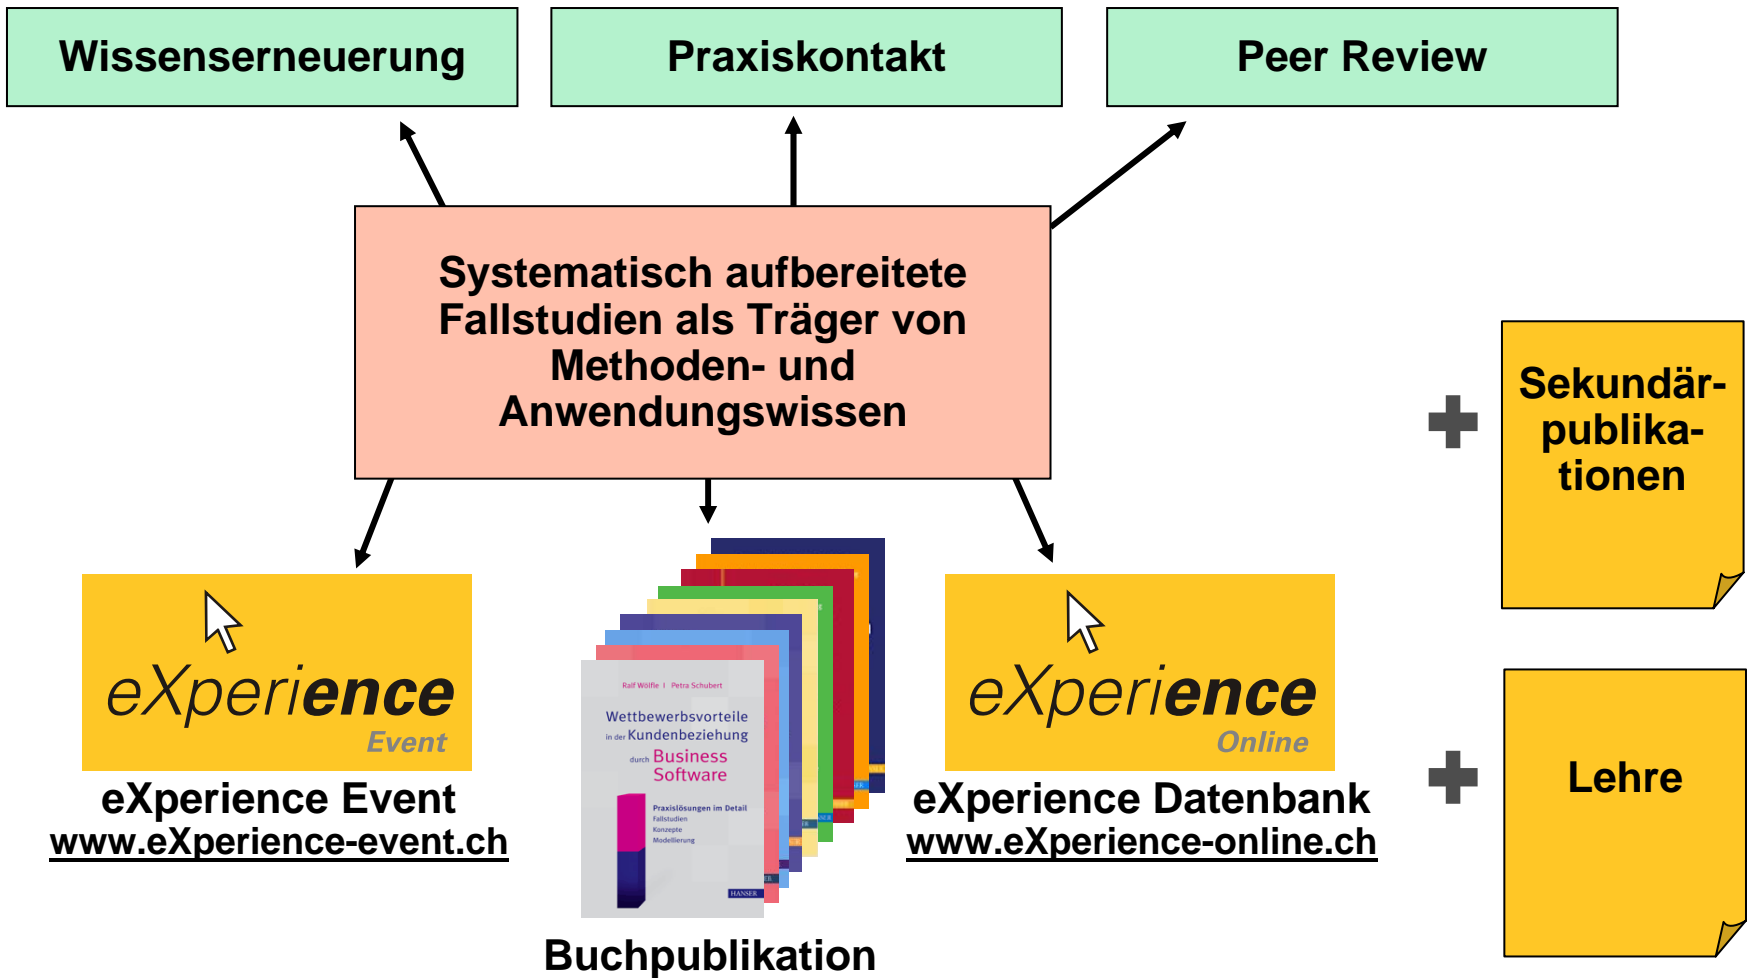 Wissenserneuerung
Praxiskontakt
Peer Review
Systematisch aufbereitete
Fallstudien als Träger von
Methoden- und
Anwendungswissen
Sekundär-
publika-
tionen
eXperience
Event
eXperience Event
www.eXperience-event.ch
Ralf Wölfle | Petra Schubert
Wettbewerbsvorteile
in der Kundenbeziehung
durch Business
Software
Praxislösungen im Detail
Fallstudien
Konzepte
Modellierung
HANSER
Buchpublikation
eXperience
Online
eXperience Datenbank
www.eXperience-online.ch
Lehre